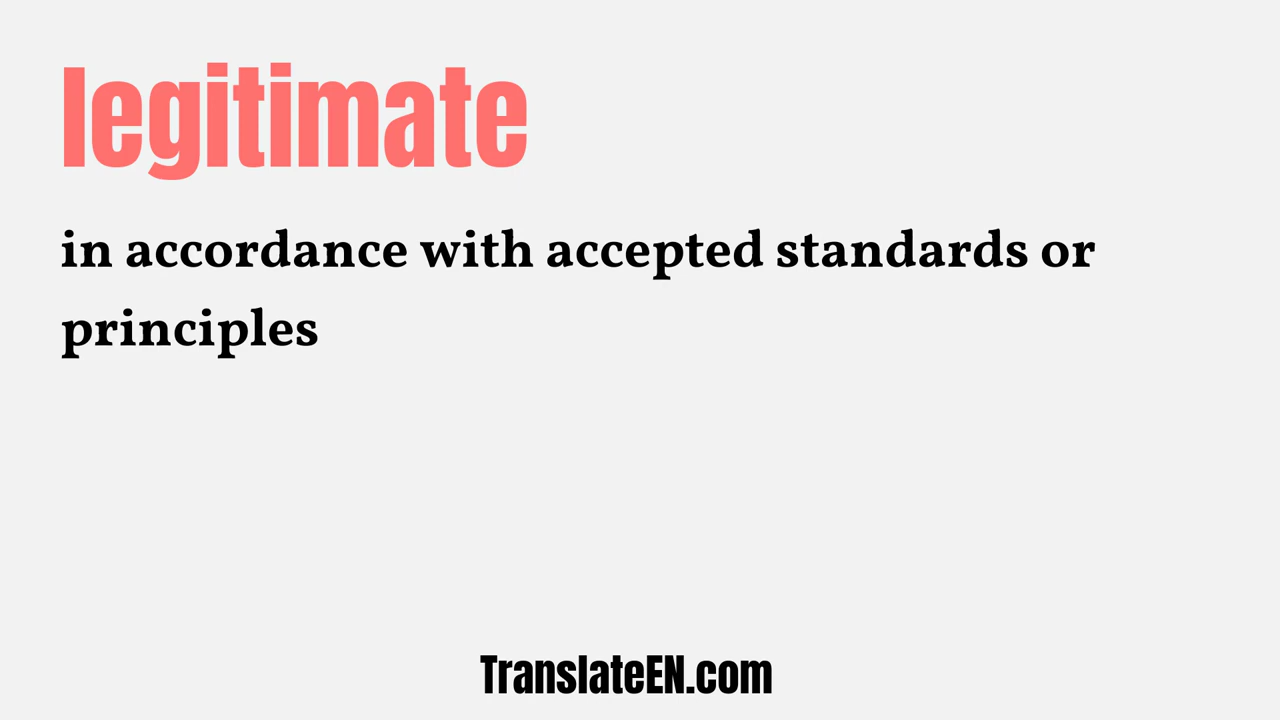 legitimate
in accordance with accepted standards or
principles
TranslateEN.com